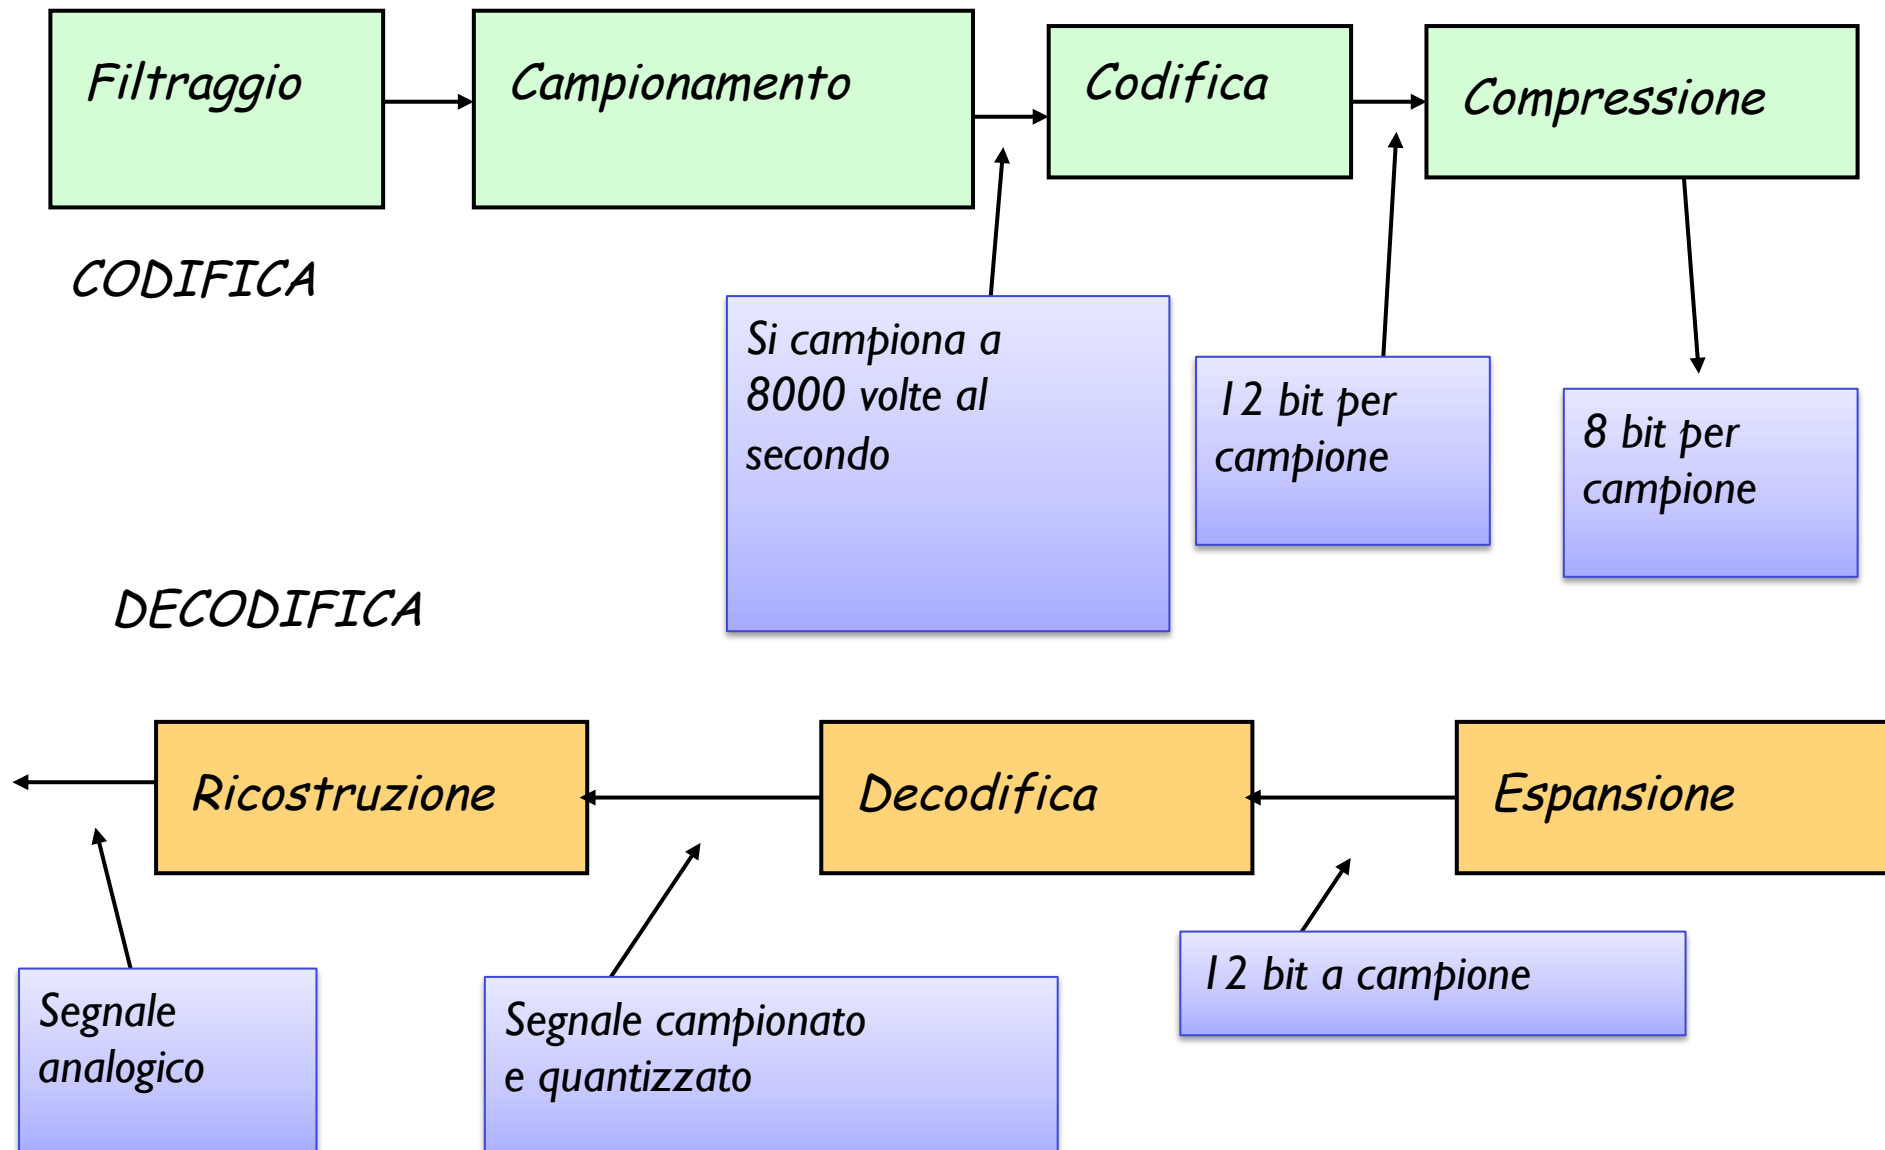 Filtraggio
Campionamento
Codifica
Compressione
CODIFICA
Si campiona a
8000 volte al
secondo
12 bit per
campione
8 bit per
campione
DECODIFICA
Ricostruzione
Decodifica
Espansione
Segnale
analogico
Segnale campionato
e quantizzato
12 bit a campione